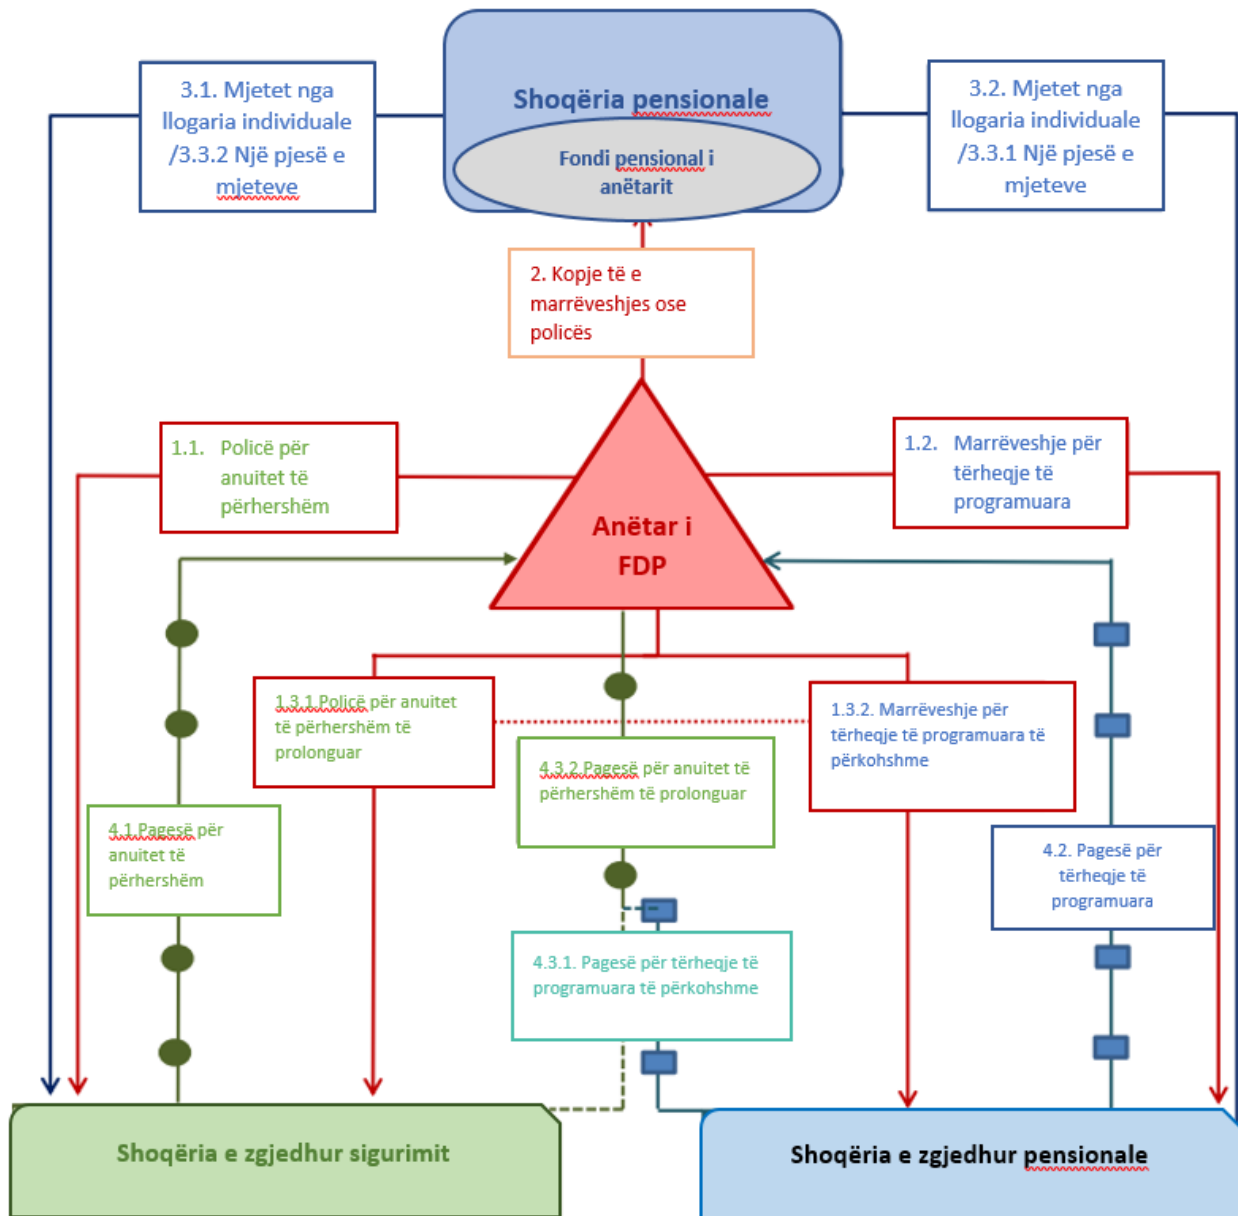 3.1. Mjetet nga
llogaria individuale
/3.3.2 Një pjesë e
mjeteve
Shoqëria pensionale
Fondi pensional i
anëtarit
3.2. Mjetet nga
llogaria individuale
/3.3.1 Një pjesë e
mjeteve
2. Kopje të e
marrëveshjes ose
policës
1.1. Policë për
anuitet të
përhershëm
1.2. Marrëveshje për
tërheqje të
programuara
Anëtar i
FDP
1.3.1.Policë për anuitet
të përhershëm të
prolonguar
1.3.2. Marrëveshje për
tërheqje të programuara të
përkohshme
4.3.2.Pagesë për anuitet të
përhershëm të prolonguar
4.1.Pagesë për
anuitet të
përhershëm
4.2. Pagesë për
tërheqje të
programuara
4.3.1. Pagesë për tërheqje të
programuara të përkohshme
Shoqëria e zgjedhur sigurimit
Shoqëria e zgjedhur pensionale